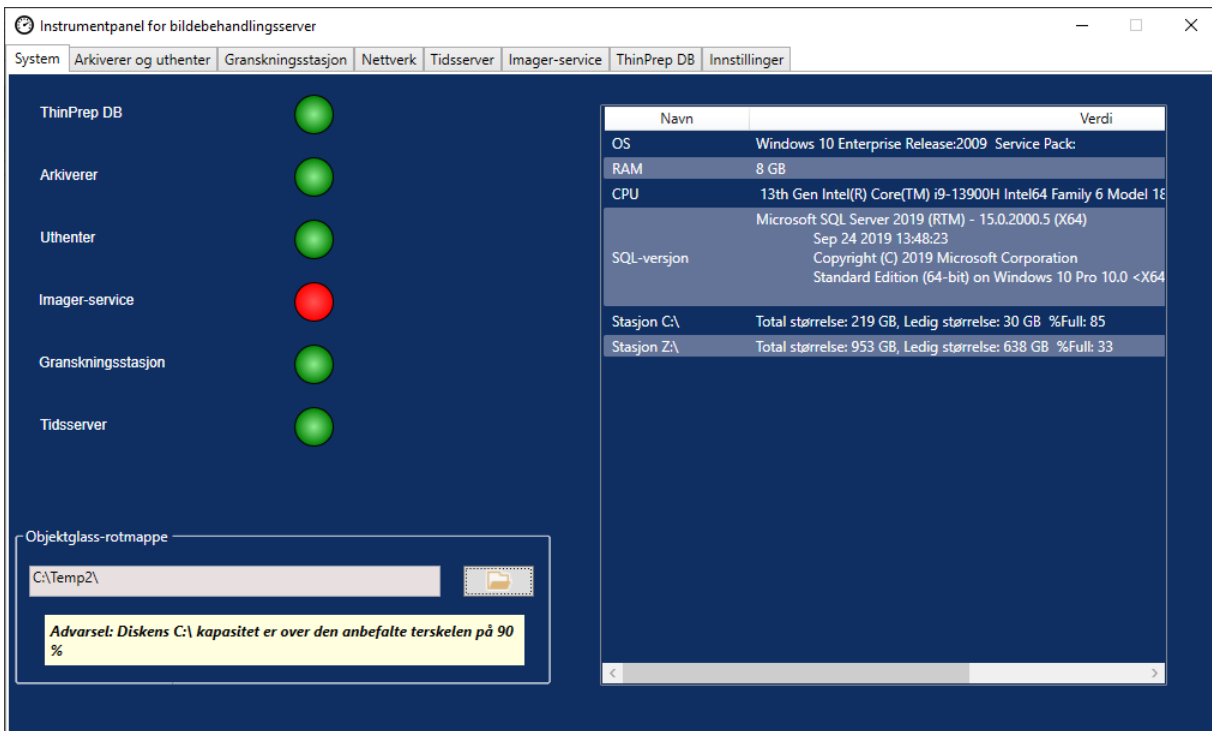 Instrumentpanel for bildebehandlingsserver
System Arkiverer og uthenter Granskningsstasjon Nettverk Tidsserver Imager-service ThinPrep DB Innstillinger
ThinPrep DB
Arkiverer
Uthenter
Imager-service
Granskningsstasjon
Tidsserver
Objektglass-rotmappe
C:\Temp2\
Advarsel: Diskens C:\ kapasitet er over den anbefalte terskelen på 90
%
Navn Verdi
OS Windows 10 Enterprise Release:2009 Service Pack:
RAM 8 GB
CPU 13th Gen Intel(R) Core(TM) i9-13900H Intel64 Family 6 Model 18
SQL-versjon
Microsoft SQL Server 2019 (RTM) - 15.0.2000.5 (X64)
Sep 24 2019 13:48:23
Copyright (C) 2019 Microsoft Corporation
Standard Edition (64-bit) on Windows 10 Pro 10.0 <X64
Stasjon C:\ Total størrelse: 219 GB, Ledig størrelse: 30 GB %Full: 85
Stasjon Z:\ Total størrelse: 953 GB, Ledig størrelse: 638 GB %Full: 33